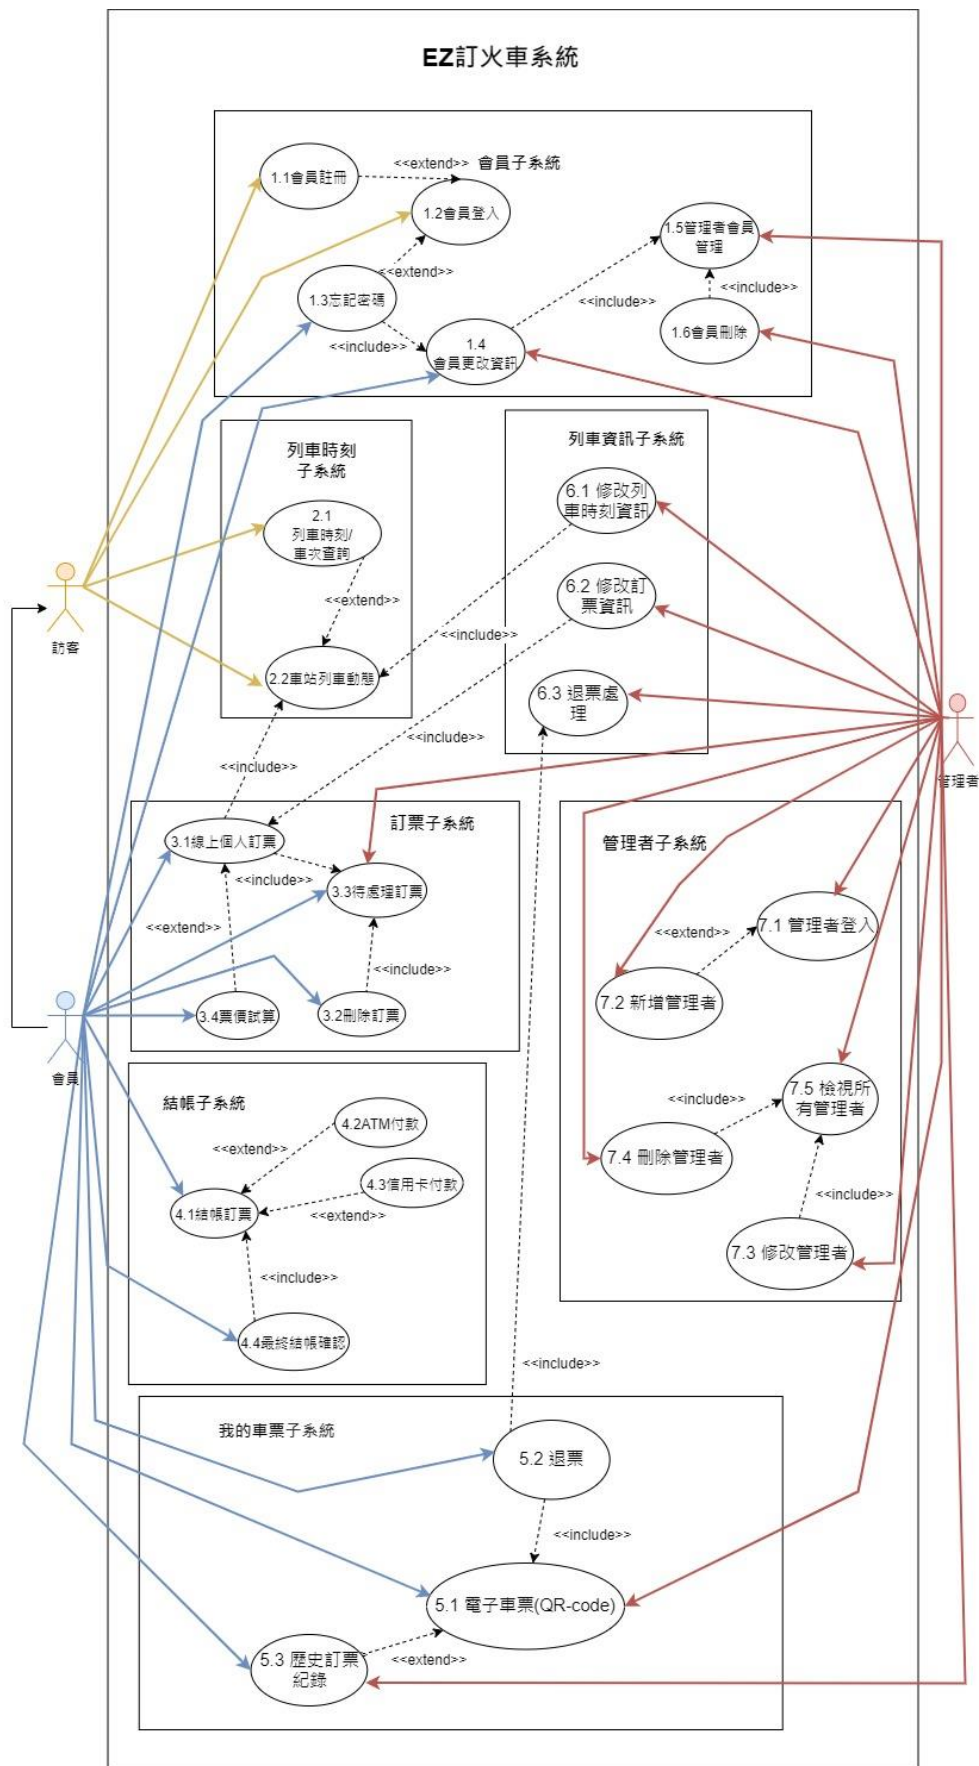 EZ訂火車系統
會員子系統
<<extend>>
1.1會員註冊
1.2會員登入
<<extend>>
1.3忘記密碼
<<include>>
1.4
會員更改資訊
<<include>>
1.5管理者會員
管理
<<include>>
1.6會員刪除
列車時刻
子系統
2.1
列車時刻/
車次查詢
<<extend>>
2.2車站列車動態
<<include>>
列車資訊子系統
6.1 修改列
車時刻資訊
6.2 修改訂
票資訊
<<include>>
6.3 退票處
理
<<include>>
訪客
管理者
訂票子系統
3.1線上個人訂票
<<include>>
3.3待處理訂票
<<extend>>
<<include>>
3.4票價試算
3.2刪除訂票
會員
管理者子系統
7.1 管理者登入
<<extend>>
7.2 新增管理者
7.5 檢視所
有管理者
<<include>>
7.4 刪除管理者
<<include>>
7.3 修改管理者
結帳子系統
4.2ATM付款
<<extend>>
4.3信用卡付款
4.1結帳訂票
<<extend>>
<<include>>
4.4最終結帳確認
<<include>>
我的車票子系統
5.2 退票
<<include>>
5.1 電子車票(QR-code)
5.3 歷史訂票
紀錄
<<extend>>